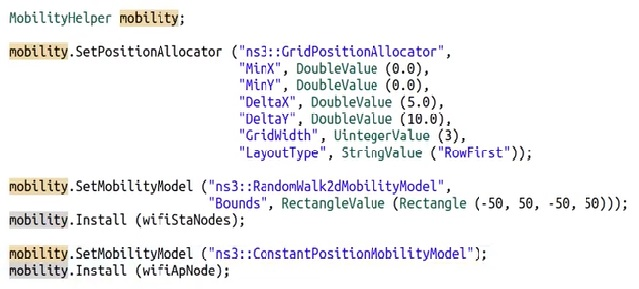 MobilityHelper mobility;
mobility.SetPositionAllocator ("ns3::GridPositionAllocator",
"MinX", DoubleValue (0.0),
"MinY", DoubleValue (0.0),
"DeltaX", DoubleValue (5.0),
"DeltaY", DoubleValue (10.0),
"GridWidth", UintegerValue (3),
"LayoutType", StringValue ("RowFirst"));
mobility.SetMobilityModel ("ns3::RandomWalk2dMobilityModel",
"Bounds", RectangleValue (Rectangle (-50, 50, -50, 50)));
mobility.Install (wifiStaNodes);
mobility.SetMobilityModel ("ns3::ConstantPositionMobilityModel");
mobility.Install (wifiApNode);